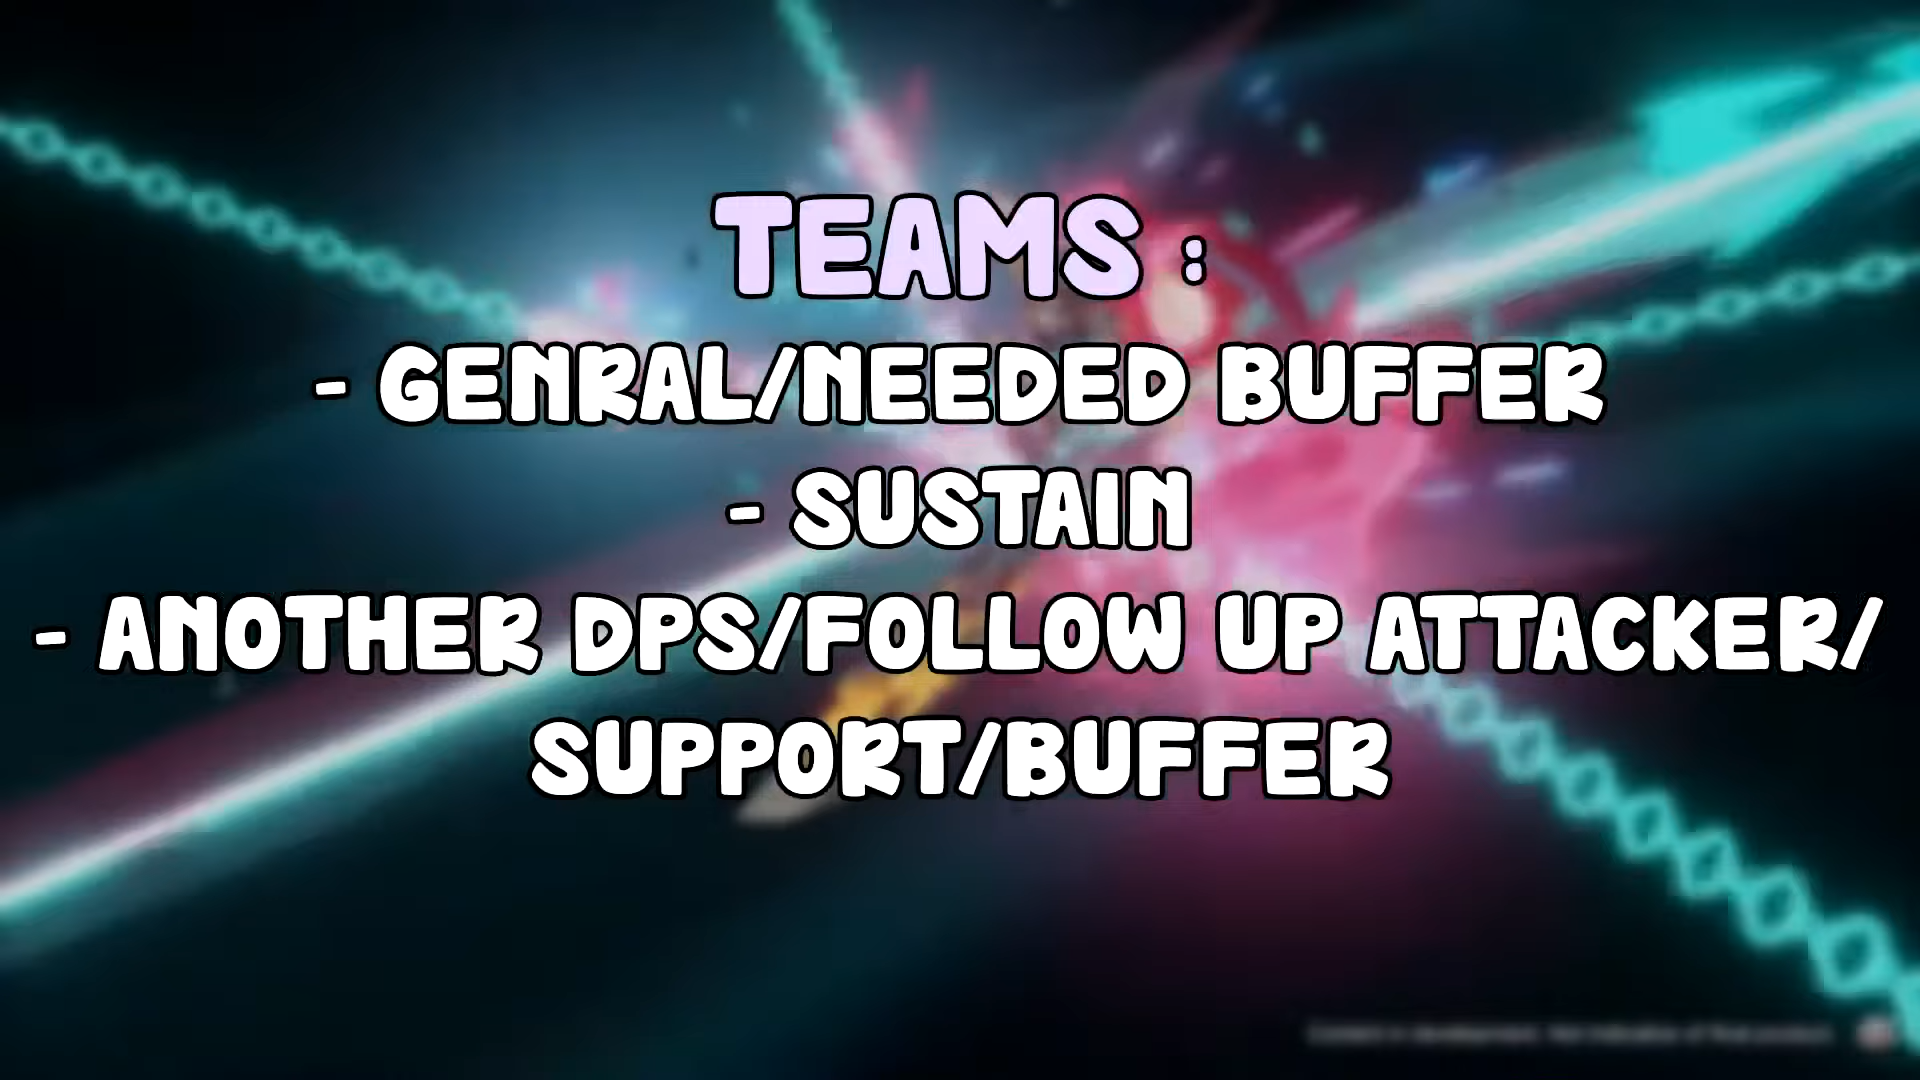 TEAMS :
- GENRAL/NEEDED BUFFER
- SUSTAIN
- ANOTHER DPS/FOLLOW UP ATTACKER/
SUPPORT/BUFFER